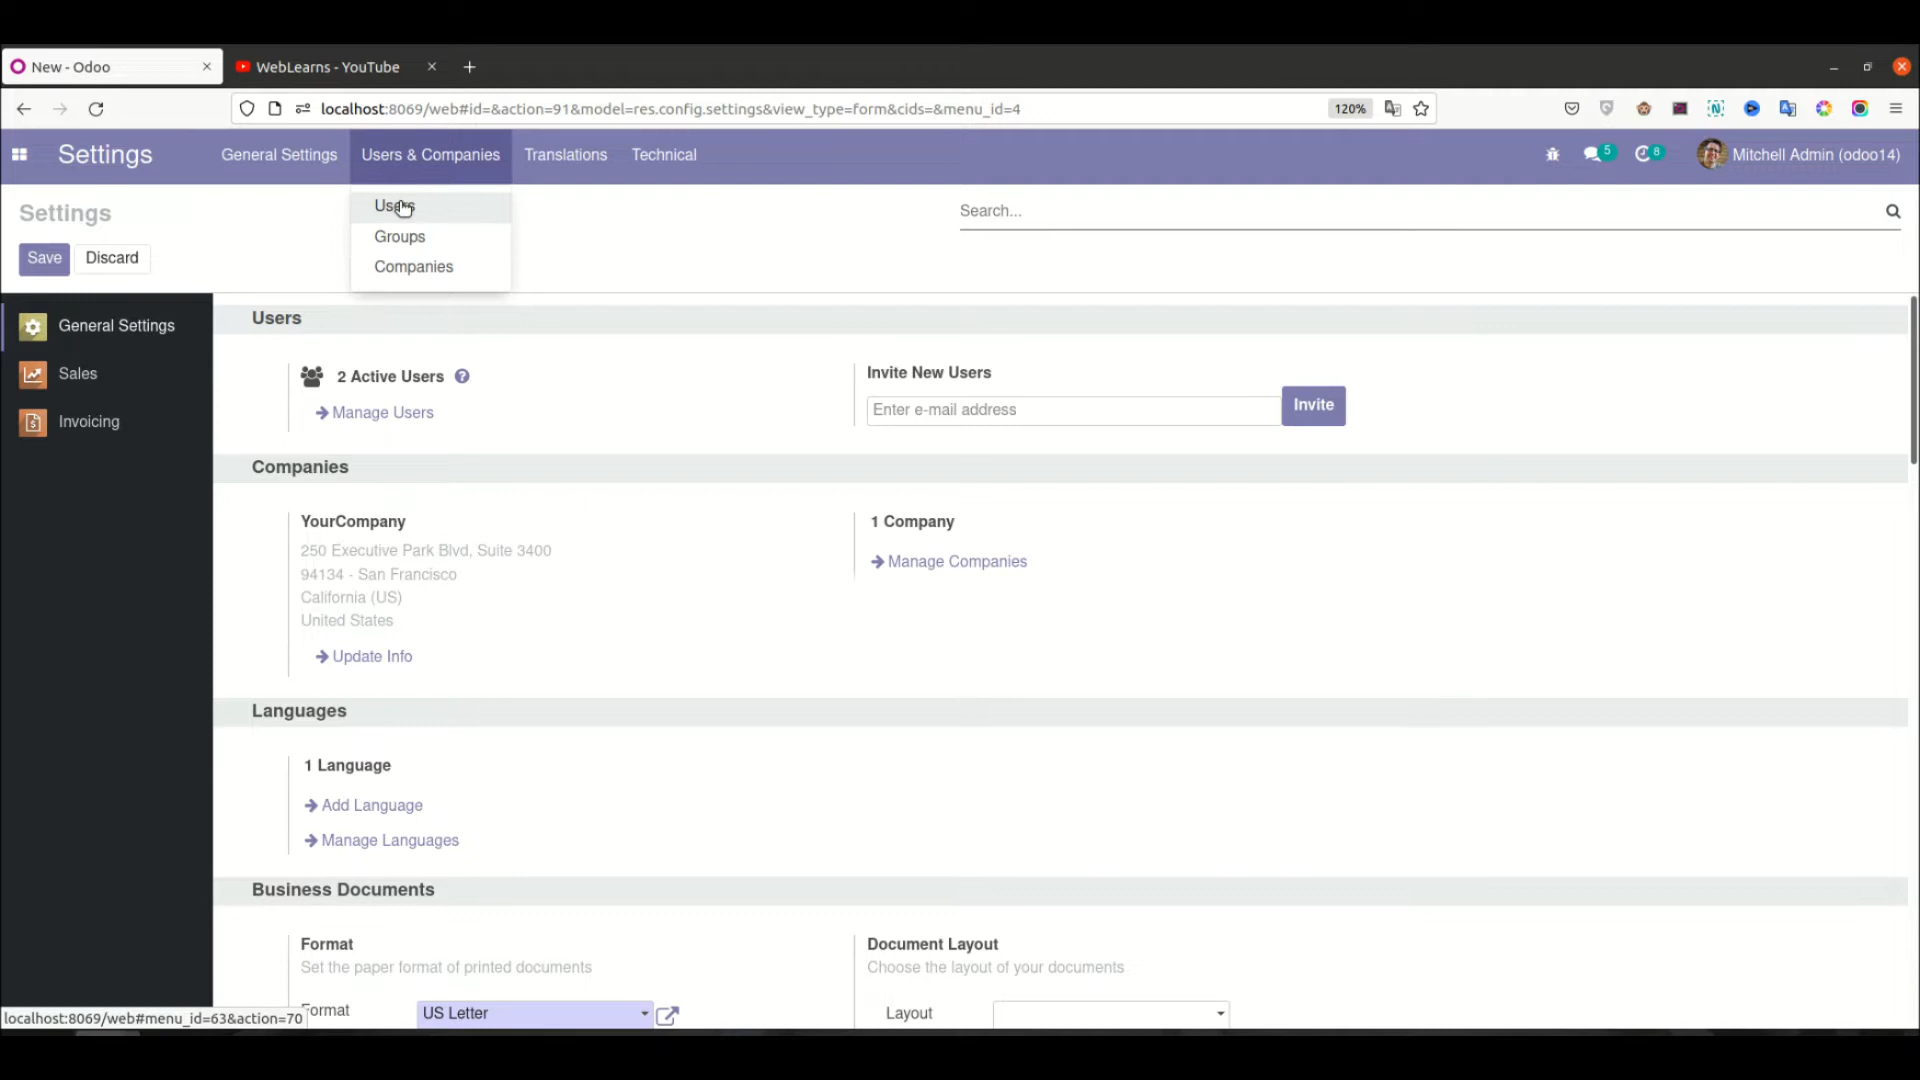 New - Odoo
WebLearns - YouTube
localhost:8069/web#id=&action=91&model=res.config.settings&view_type=form&cids=&menu_id=4
120%
Settings
General Settings
Users & Companies
Translations
Technical
5
8
Mitchell Admin (odoo14)
Users
Groups
Companies
Settings
Search...
Save
Discard
General Settings
Sales
Invoicing
Users
2 Active Users
Manage Users
Invite New Users
Enter e-mail address
Invite
Companies
YourCompany
250 Executive Park Blvd, Suite 3400
94134 - San Francisco
California (US)
United States
Update Info
1 Company
Manage Companies
Languages
1 Language
Add Language
Manage Languages
Business Documents
Format
Set the paper format of printed documents
Format
US Letter
Document Layout
Choose the layout of your documents
Layout
localhost:8069/web#menu_id=63&action=70